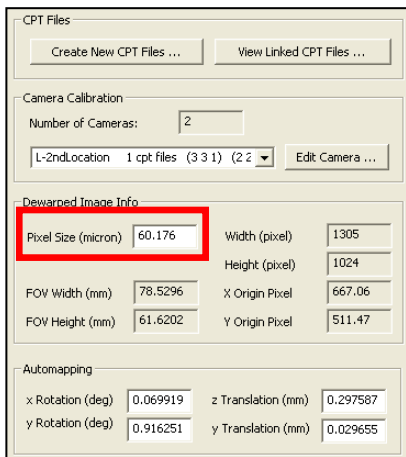 CPT Files
Create New CPT Files ... View Linked CPT Files ...
Camera Calibration
Number of Cameras: 2
L-2ndLocation 1 cpt files (3 3 1) (2 2 Edit Camera ...
Dewarped Image Info
Pixel Size (micron) 60.176 Width (pixel) 1305
Height (pixel) 1024
FOV Width (mm) 78.5296 X Origin Pixel 667.06
FOV Height (mm) 61.6202 Y Origin Pixel 511.47
Automapping
x Rotation (deg) 0.069919 z Translation (mm) 0.297587
y Rotation (deg) 0.916251 y Translation (mm) 0.029655